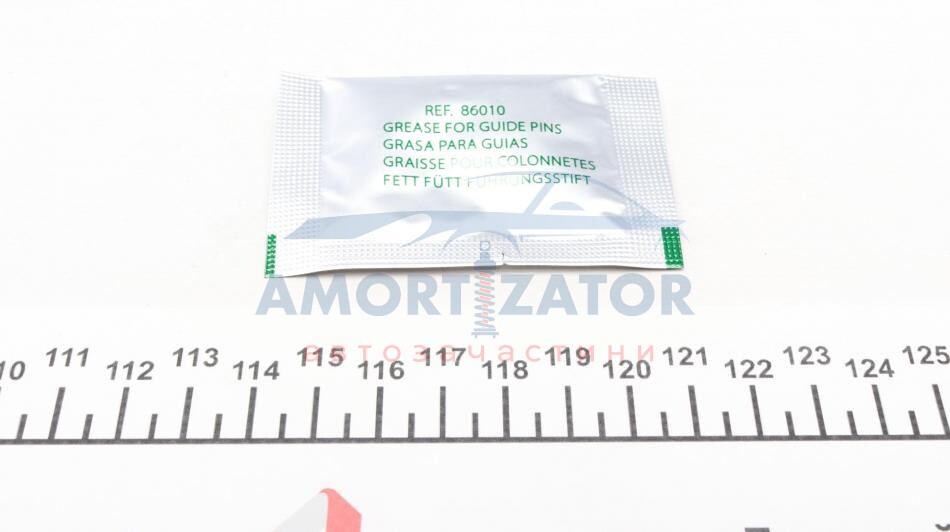 REF. 86010
GREASE FOR GUIDE PINS
GRASA PARA GUIAS
GRAISSE POUR COLONNETES
FETT FÜTT FÜHRUNGSSTIFT
AMORTIZATOR
автозапчастини
111 113 115 117 119 121 123 125
10 112 114 116 118 120 122 124